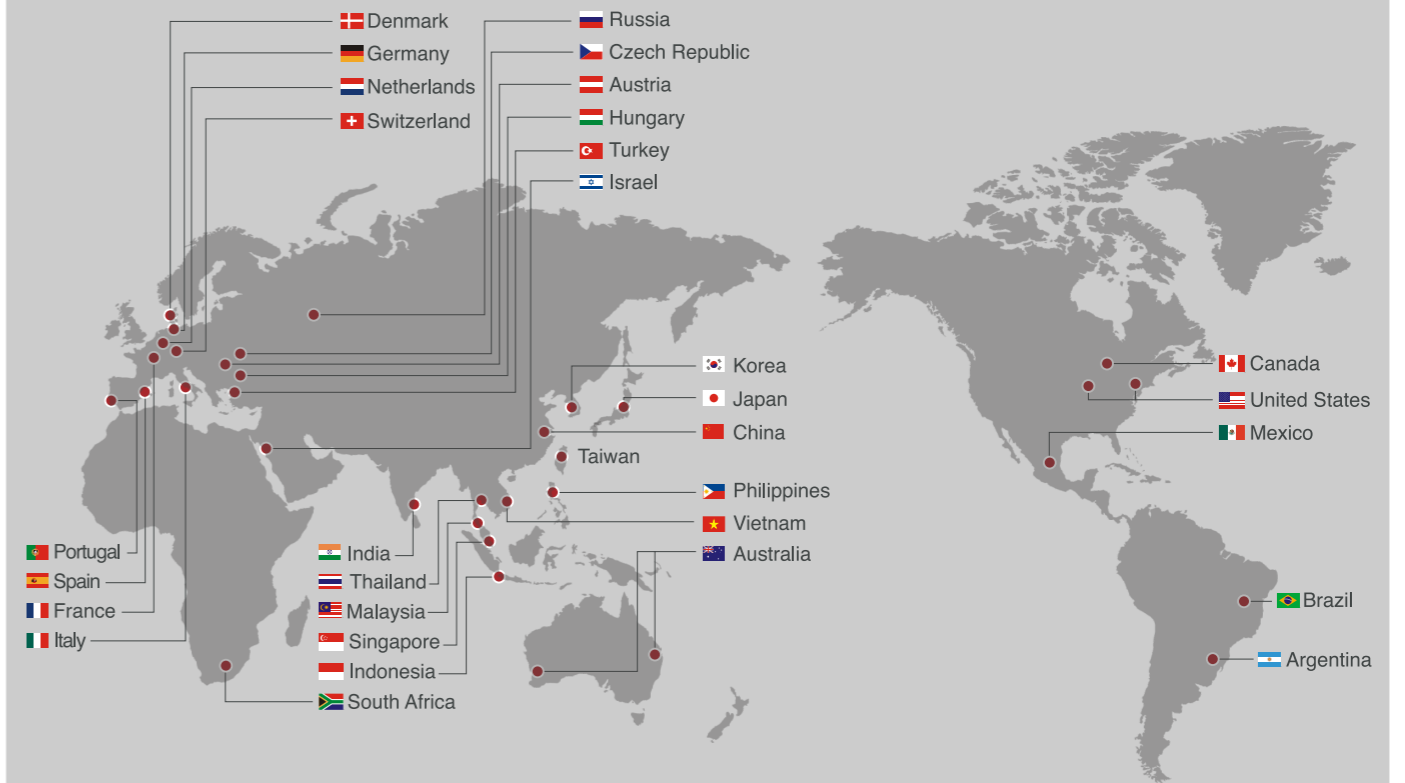 Denmark
Germany
Netherlands
Switzerland
Russia
Czech Republic
Austria
Hungary
Turkey
Israel
Korea
Japan
China
Taiwan
Philippines
Vietnam
Australia
Canada
United States
Mexico
Portugal
Spain
France
Italy
India
Thailand
Malaysia
Singapore
Indonesia
South Africa
Brazil
Argentina